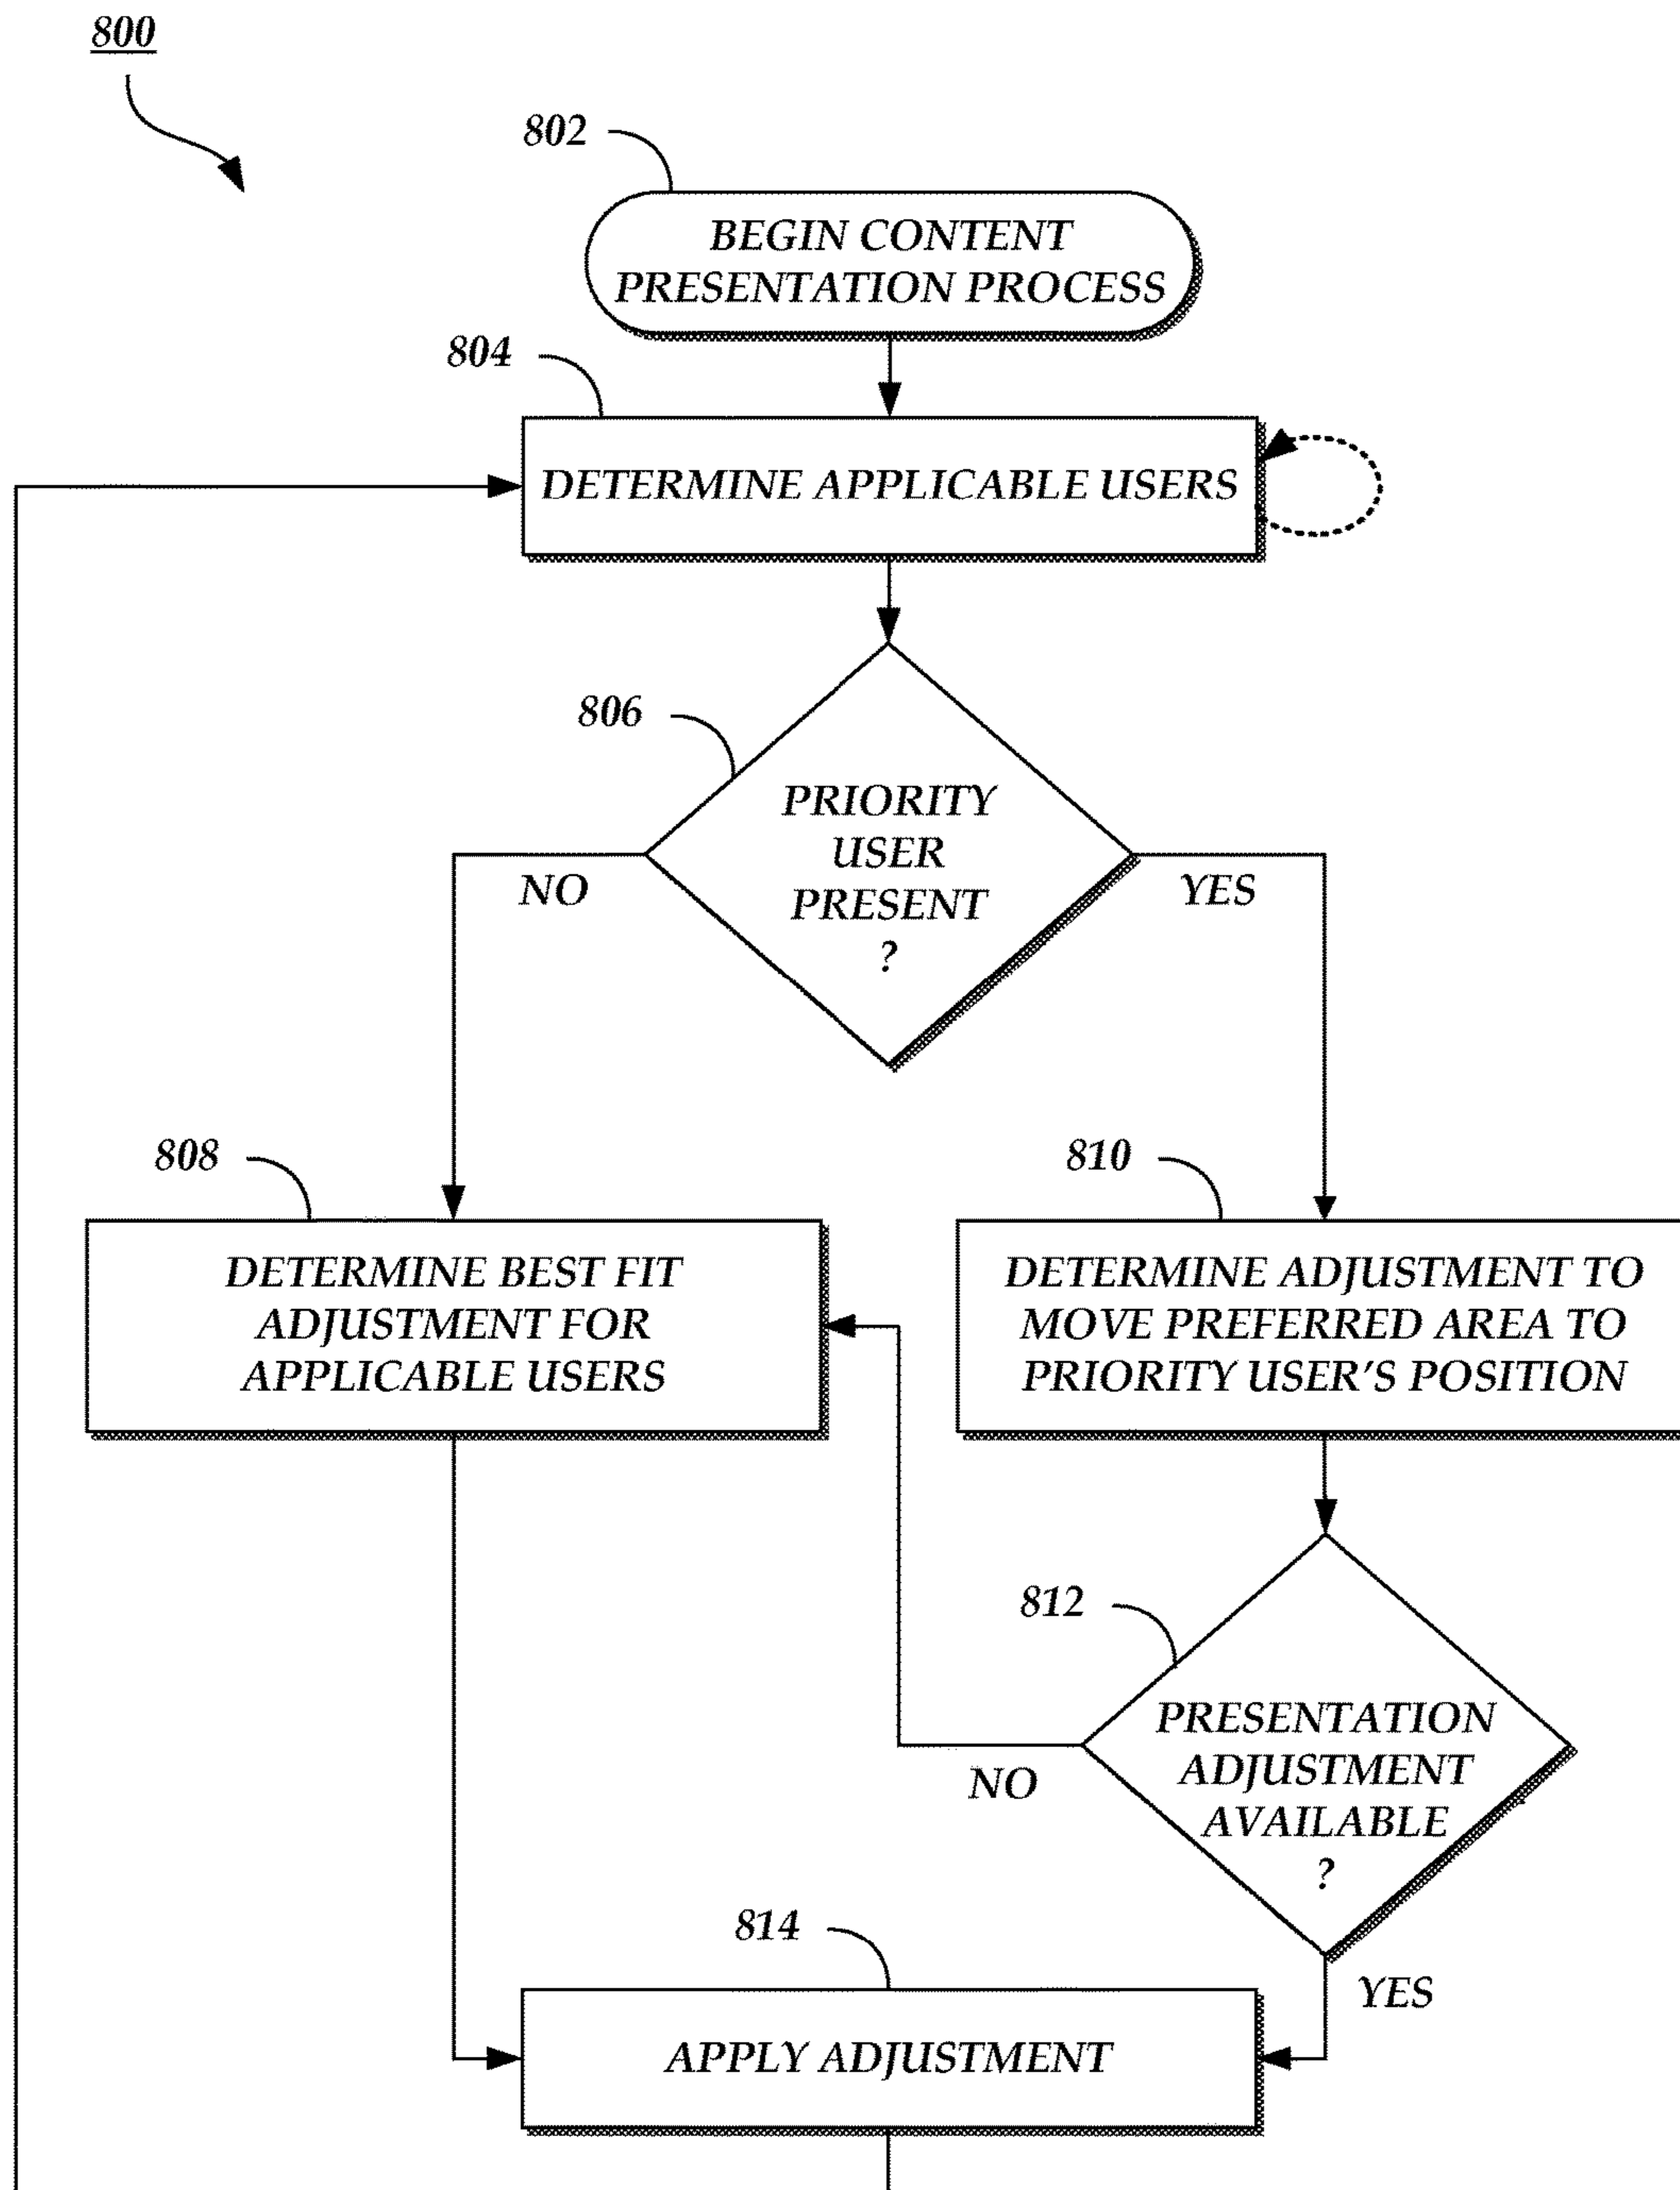 800
802
BEGIN CONTENT
PRESENTATION PROCESS
804
DETERMINE APPLICABLE USERS
806
PRIORITY
USER
PRESENT
?
NO
YES
808
DETERMINE BEST FIT
ADJUSTMENT FOR
APPLICABLE USERS
810
DETERMINE ADJUSTMENT TO
MOVE PREFERRED AREA TO
PRIORITY USER'S POSITION
812
PRESENTATION
ADJUSTMENT
AVAILABLE
?
NO
YES
814
APPLY ADJUSTMENT